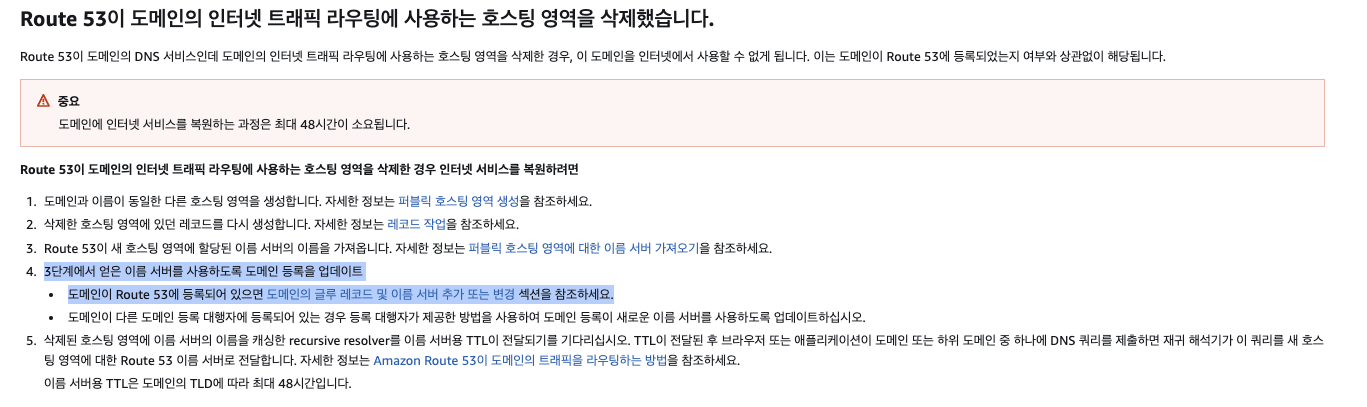 Route 53이 도메인의 인터넷 트래픽 라우팅에 사용하는 호스팅 영역을 삭제했습니다.
Route 53이 도메인의 DNS 서비스인데 도메인의 인터넷 트래픽 라우팅에 사용하는 호스팅 영역을 삭제한 경우, 이 도메인을 인터넷에서 사용할 수 없게 됩니다. 이는 도메인이 Route 53에 등록되었는지 여부와 상관없이 해당됩니다.
중요
도메인에 인터넷 서비스를 복원하는 과정은 최대 48시간이 소요됩니다.
Route 53이 도메인의 인터넷 트래픽 라우팅에 사용하는 호스팅 영역을 삭제한 경우 인터넷 서비스를 복원하려면
1. 도메인과 이름이 동일한 다른 호스팅 영역을 생성합니다. 자세한 정보는 퍼블릭 호스팅 영역 생성을 참조하세요.
2. 삭제한 호스팅 영역에 있던 레코드를 다시 생성합니다. 자세한 정보는 레코드 작업을 참조하세요.
3. Route 53이 새 호스팅 영역에 할당된 이름 서버의 이름을 가져옵니다. 자세한 정보는 퍼블릭 호스팅 영역에 대한 이름 서버 가져오기을 참조하세요.
4. 3단계에서 얻은 이름 서버를 사용하도록 도메인 등록을 업데이트
• 도메인이 Route 53에 등록되어 있으면 도메인의 글루 레코드 및 이름 서버 추가 또는 변경 섹션을 참조하세요.
• 도메인이 다른 도메인 등록 대행자에 등록되어 있는 경우 등록 대행자가 제공한 방법을 사용하여 도메인 등록이 새로운 이름 서버를 사용하도록 업데이트하십시오.
5. 삭제된 호스팅 영역에 이름 서버의 이름을 캐싱한 recursive resolver를 이름 서버용 TTL이 전달되기를 기다리십시오. TTL이 전달된 후 브라우저 또는 애플리케이션이 도메인 또는 하위 도메인 중 하나에 DNS 쿼리를 제출하면 재귀 해석기가 이 쿼리를 새 호스
팅 영역에 대한 Route 53 이름 서버로 전달합니다. 자세한 정보는 Amazon Route 53이 도메인의 트래픽을 라우팅하는 방법을 참조하세요.
이름 서버용 TTL은 도메인의 TLD에 따라 최대 48시간입니다.